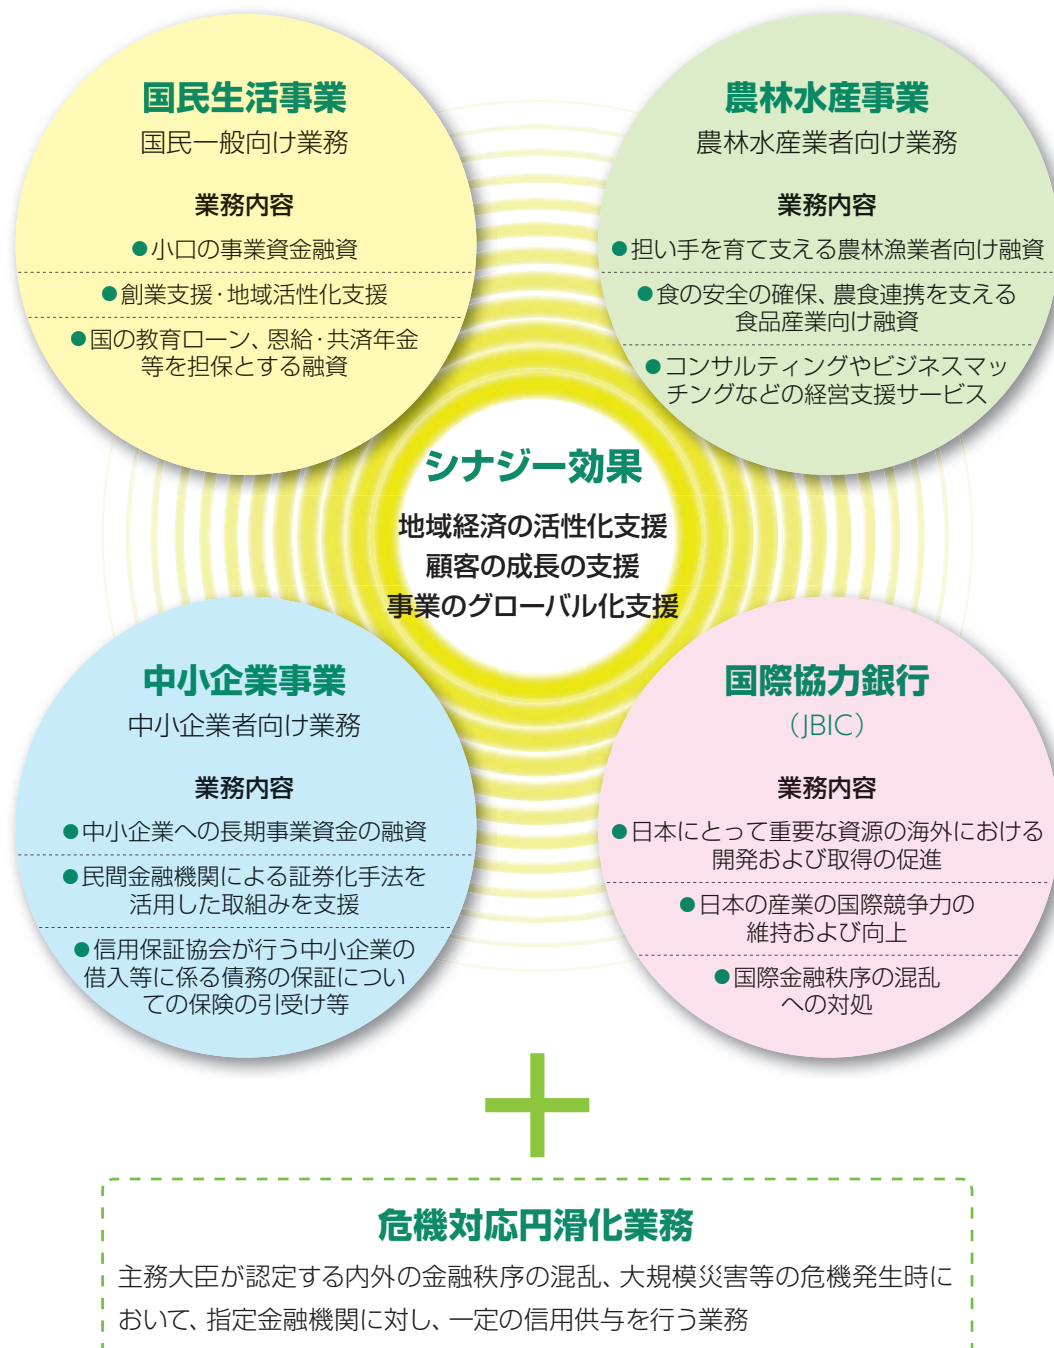 国民生活事業
国民一般向け業務
業務内容
●小口の事業資金融資
●創業支援・地域活性化支援
●国の教育ローン、恩給・共済年金
等を担保とする融資
農林水産事業
農林水産業者向け業務
業務内容
●担い手を育て支える農林漁業者向け融資
●食の安全の確保、農食連携を支える
食品産業向け融資
●コンサルティングやビジネスマッ
チングなどの経営支援サービス
シナジー効果
地域経済の活性化支援
顧客の成長の支援
事業のグローバル化支援
中小企業事業
中小企業者向け業務
業務内容
●中小企業への長期事業資金の融資
●民間金融機関による証券化手法を
活用した取組みを支援
●信用保証協会が行う中小企業の
借入等に係る債務の保証につい
ての保険の引受け等
国際協力銀行
（JBIC）
業務内容
●日本にとって重要な資源の海外における
開発および取得の促進
●日本の産業の国際競争力の
維持および向上
●国際金融秩序の混乱
への対処
＋
危機対応円滑化業務
主務大臣が認定する内外の金融秩序の混乱、大規模災害等の危機発生時に
おいて、指定金融機関に対し、一定の信用供与を行う業務